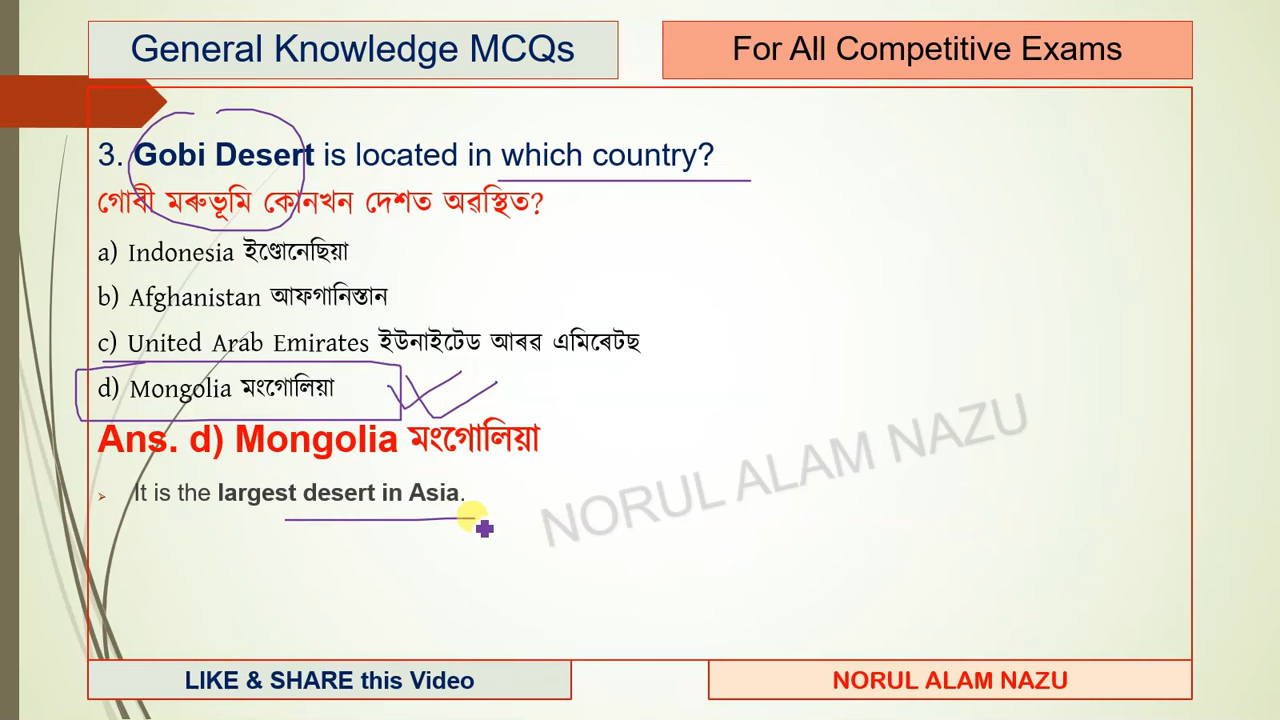 General Knowledge MCQs
For All Competitive Exams
3. Gobi Desert is located in which country?
গোবী মৰুভূমি কোনখন দেশত অৱস্থিত?
a) Indonesia ইণ্ডোনেছিয়া
b) Afghanistan আফগানিস্তান
c) United Arab Emirates ইউনাইটেড আৰৱ এমিৰেটছ
d) Mongolia মংগোলিয়া
Ans. d) Mongolia মংগোলিয়া
It is the largest desert in Asia.
NORUL ALAM NAZU
LIKE & SHARE this Video
NORUL ALAM NAZU